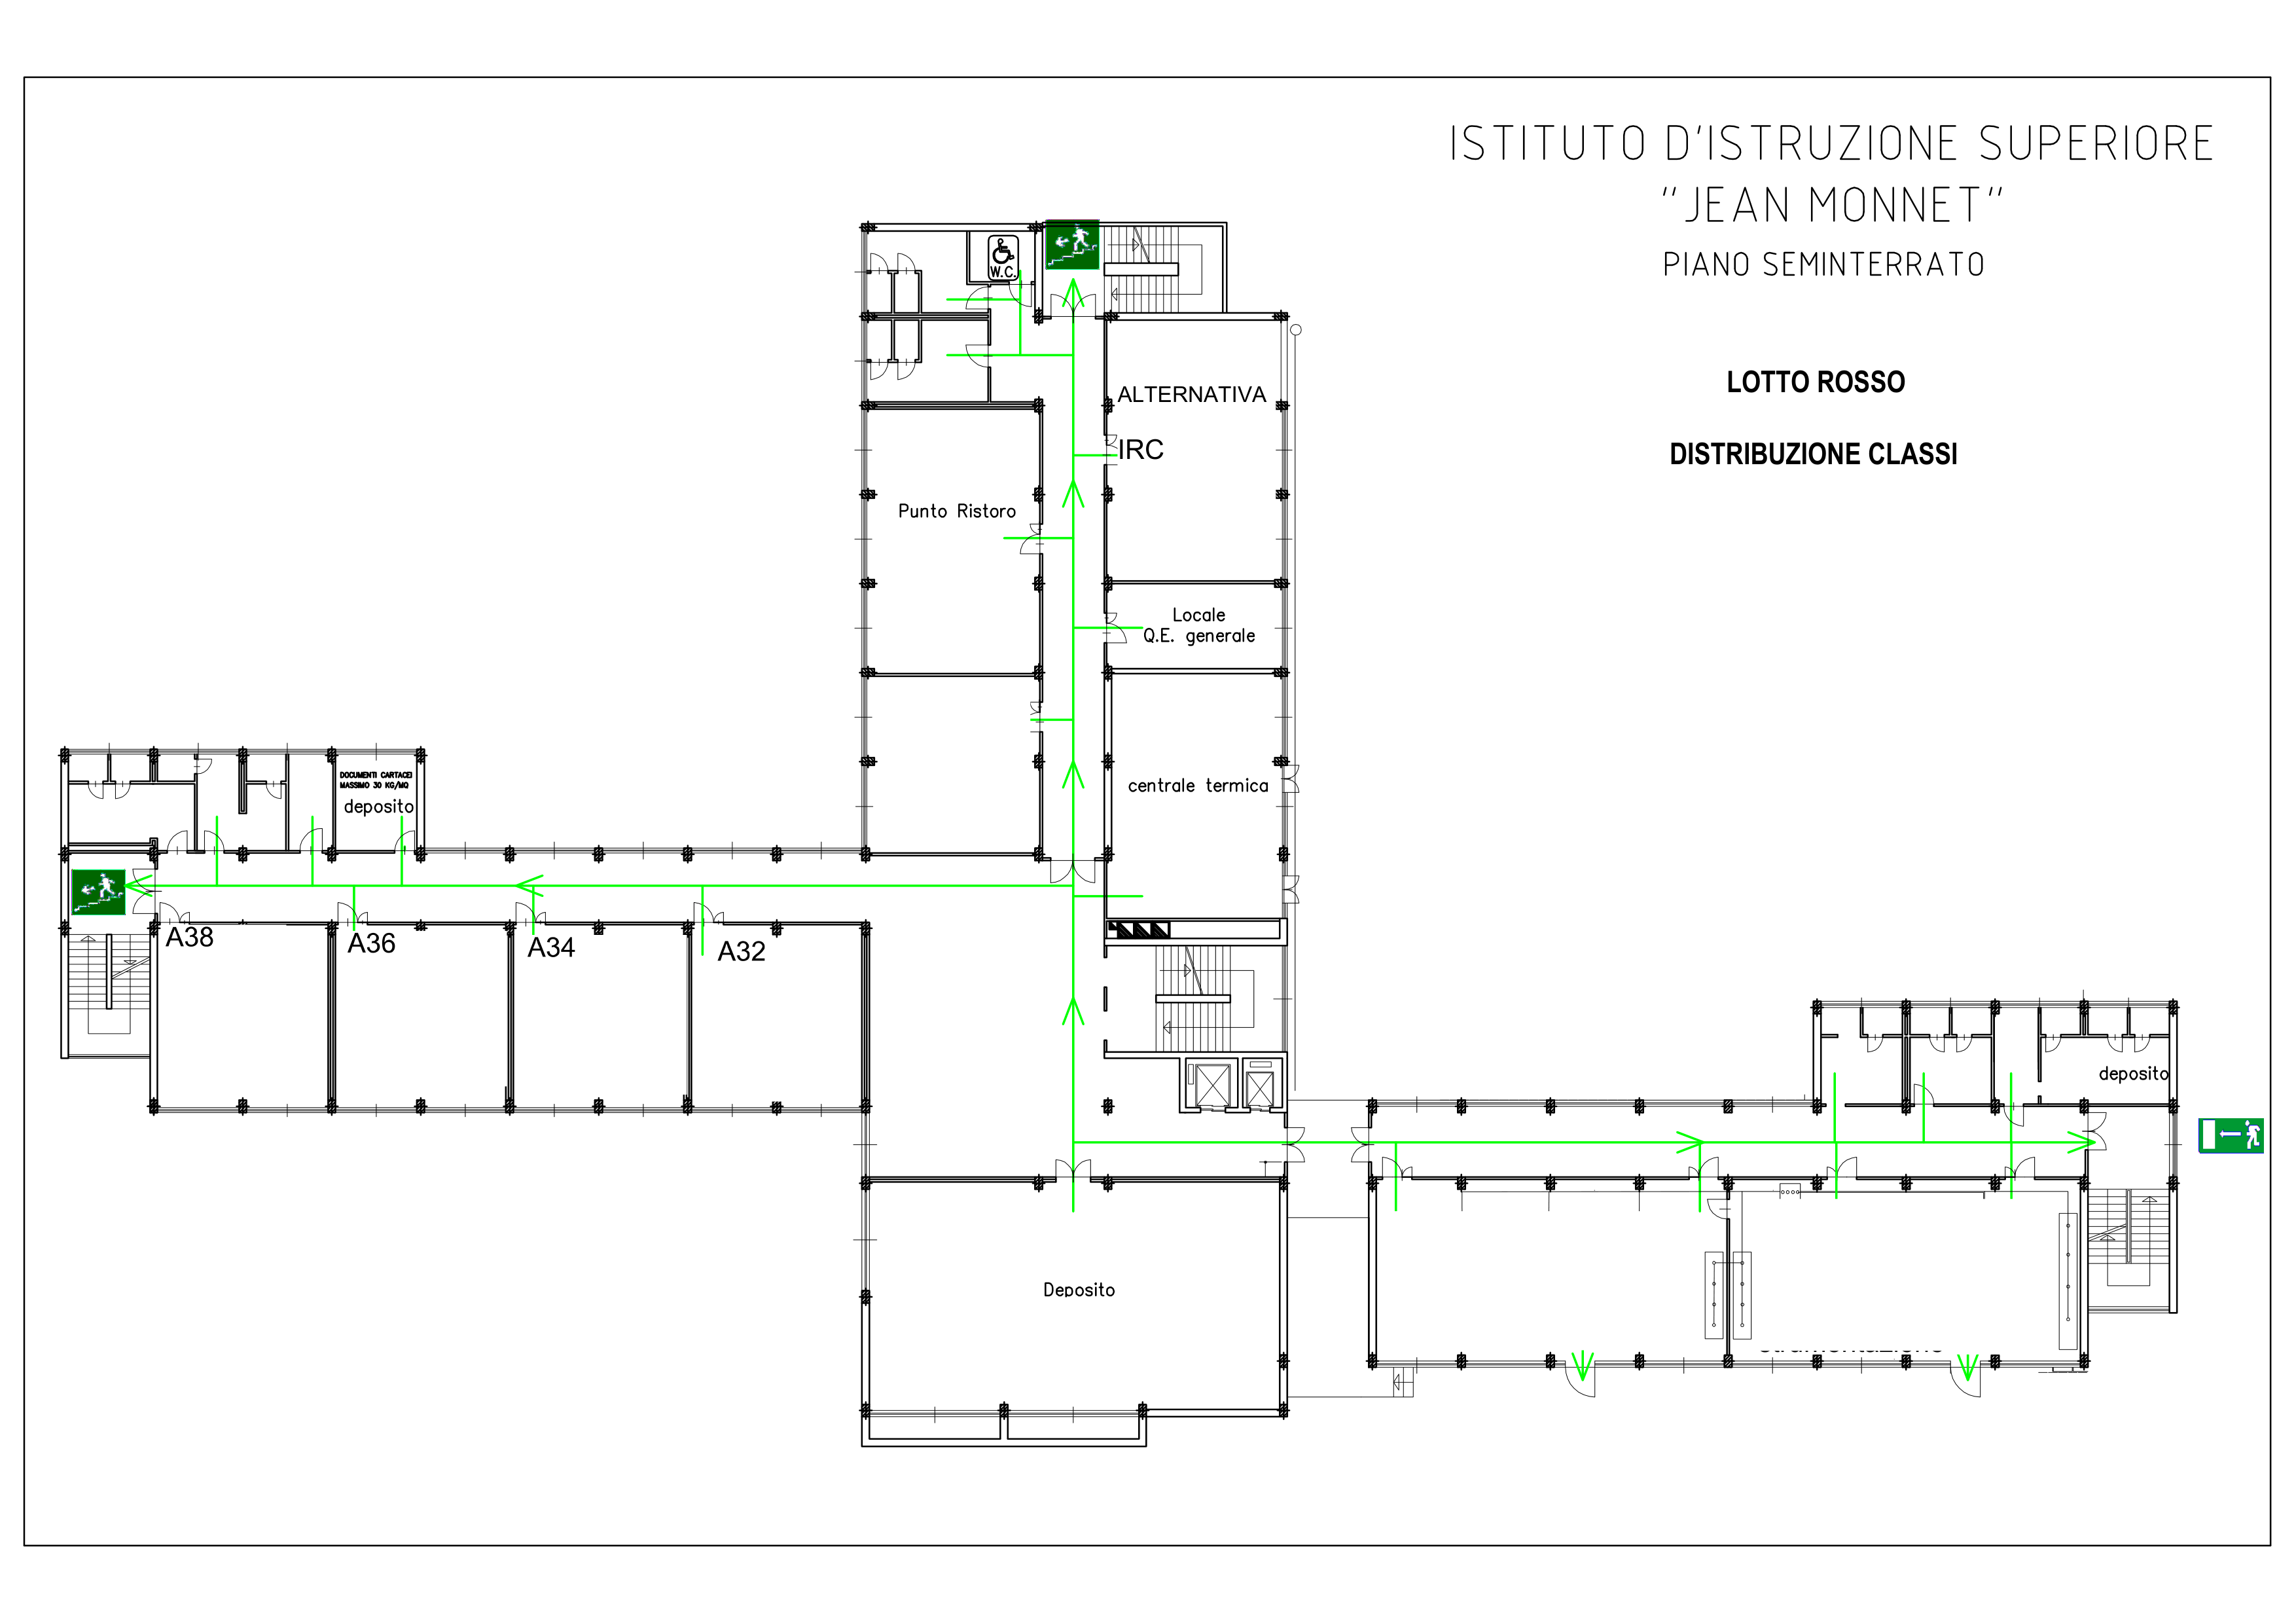 ISTITUTO D'ISTRUZIONE SUPERIORE
"JEAN MONNET"
PIANO SEMINTERRATO
LOTTO ROSSO
DISTRIBUZIONE CLASSI
W.C.
ALTERNATIVA
IRC
Punto Ristoro
Locale
Q.E. generale
centrale termica
DOCUMENTI CARTACEI
MASSIMO 30 KG/MQ
deposito
A38
A36
A34
A32
deposito
Deposito